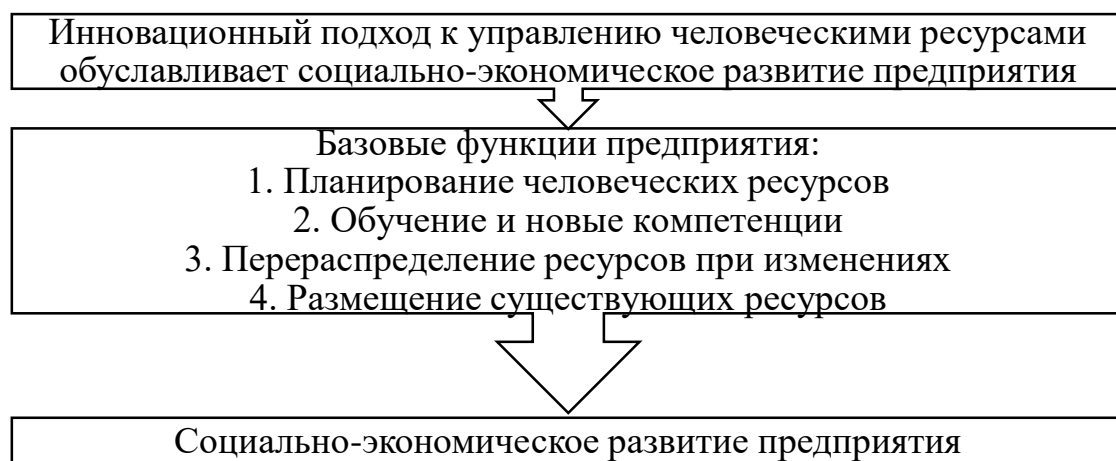 Инновационный подход к управлению человеческими ресурсами
обуславливает социально-экономическое развитие предприятия
Базовые функции предприятия:
1. Планирование человеческих ресурсов
2. Обучение и новые компетенции
3. Перераспределение ресурсов при изменениях
4. Размещение существующих ресурсов
Социально-экономическое развитие предприятия